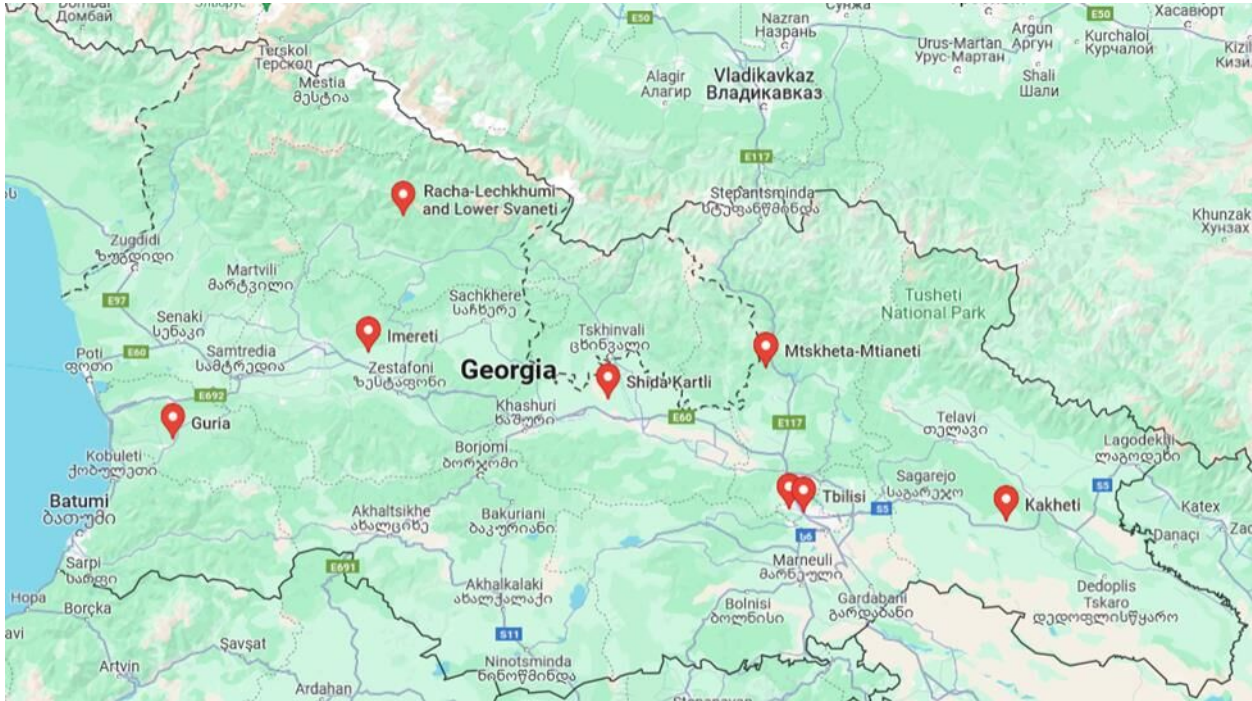 Домбай
Эльбрус
Terskol
Терскол
Mestia
მესტია
E50
Nazran
Назрань
Сунжа
E50
Argun
Аргун
Хасавюрт
Urus-Martan
Урус-Мартан
Kurchaloi
Курчалой
Shali
Шали
Alagir
Алагир
Vladikavkaz
Владикавказ
E117
Racha-Lechkhumi
and Lower Svaneti
Stepantsminda
სტეფანწმინდა
Khunzak
Хунзах
Zugdidi
ზუგდიდი
Martvili
მარტვილი
E97
Senaki
სენაკი
Sachkhere
საჩხერე
Tskhinvali
ცხინვალი
Tusheti
National Park
Imereti
Mtskheta-Mtianeti
Poti
ფოთი
E60
Samtredia
სამტრედია
Zestafoni
ზესტაფონი
Georgia
Shida Kartli
E692
Guria
Khashuri
ხაშური
E60
E117
Telavi
თელავი
Kobuleti
ქობულეთი
Borjomi
ბორჯომი
Lagodekhi
ლაგოდეხი
Sagarejo
საგარეჯო
S5
Batumi
ბათუმი
Akhaltsikhe
ახალციხე
Bakuriani
ბაკურიანი
Tbilisi
S5
Kakheti
Katex
Danaçı
Sarpi
სარფი
E691
ს6
Marneuli
მარნეული
Hopa
Borçka
Akhalkalaki
ახალქალაქი
Bolnisi
ბოლნისი
Gardabani
გარდაბანი
Dedoplis
Tskaro
დედოფლისწყარო
Şavşat
S11
Artvin
Ardahan
Ninotsminda
ნინოწმინდა